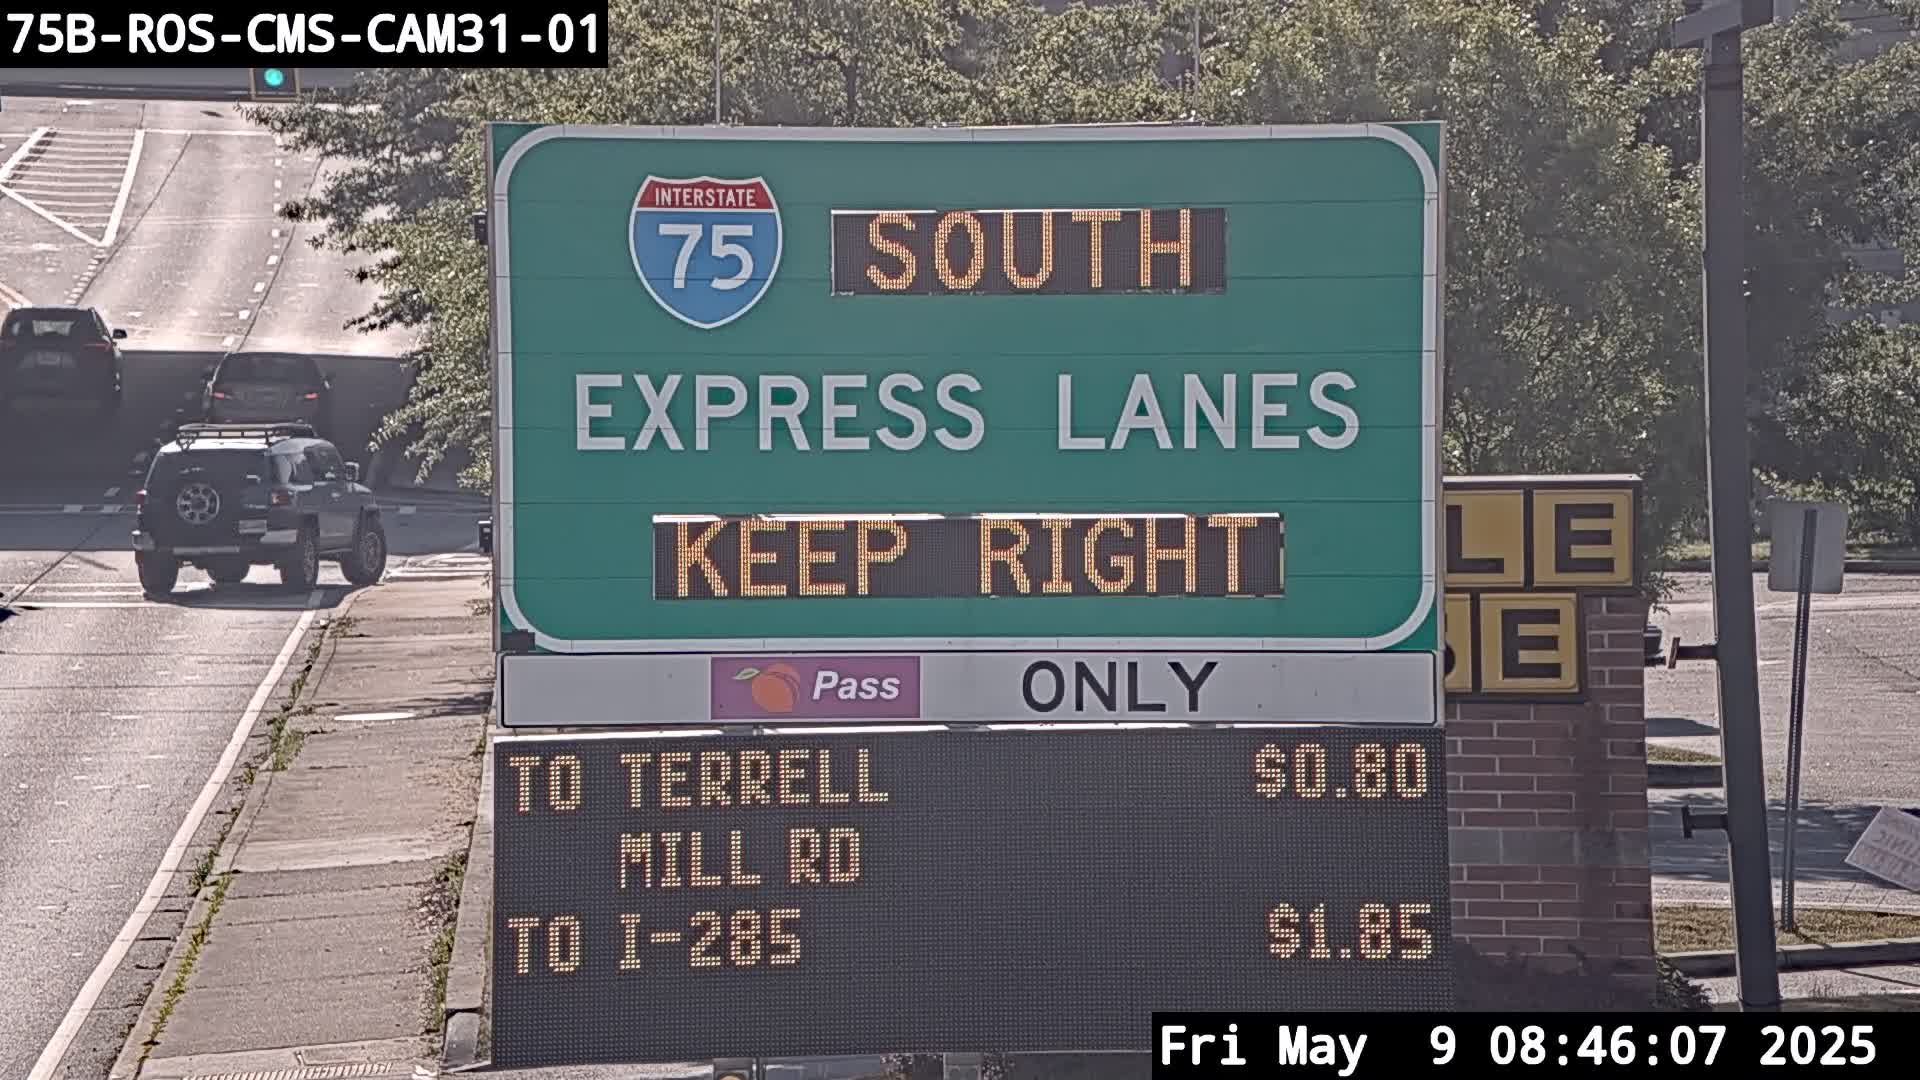 75B-ROS-CMS-CAM31-01
INTERSTATE
75
SOUTH
EXPRESS LANES
KEEP RIGHT
Pass ONLY
TO TERRELL $0.80
MILL RD
TO I-285 $1.85
LE
E
Fri May 9 08:46:07 2025